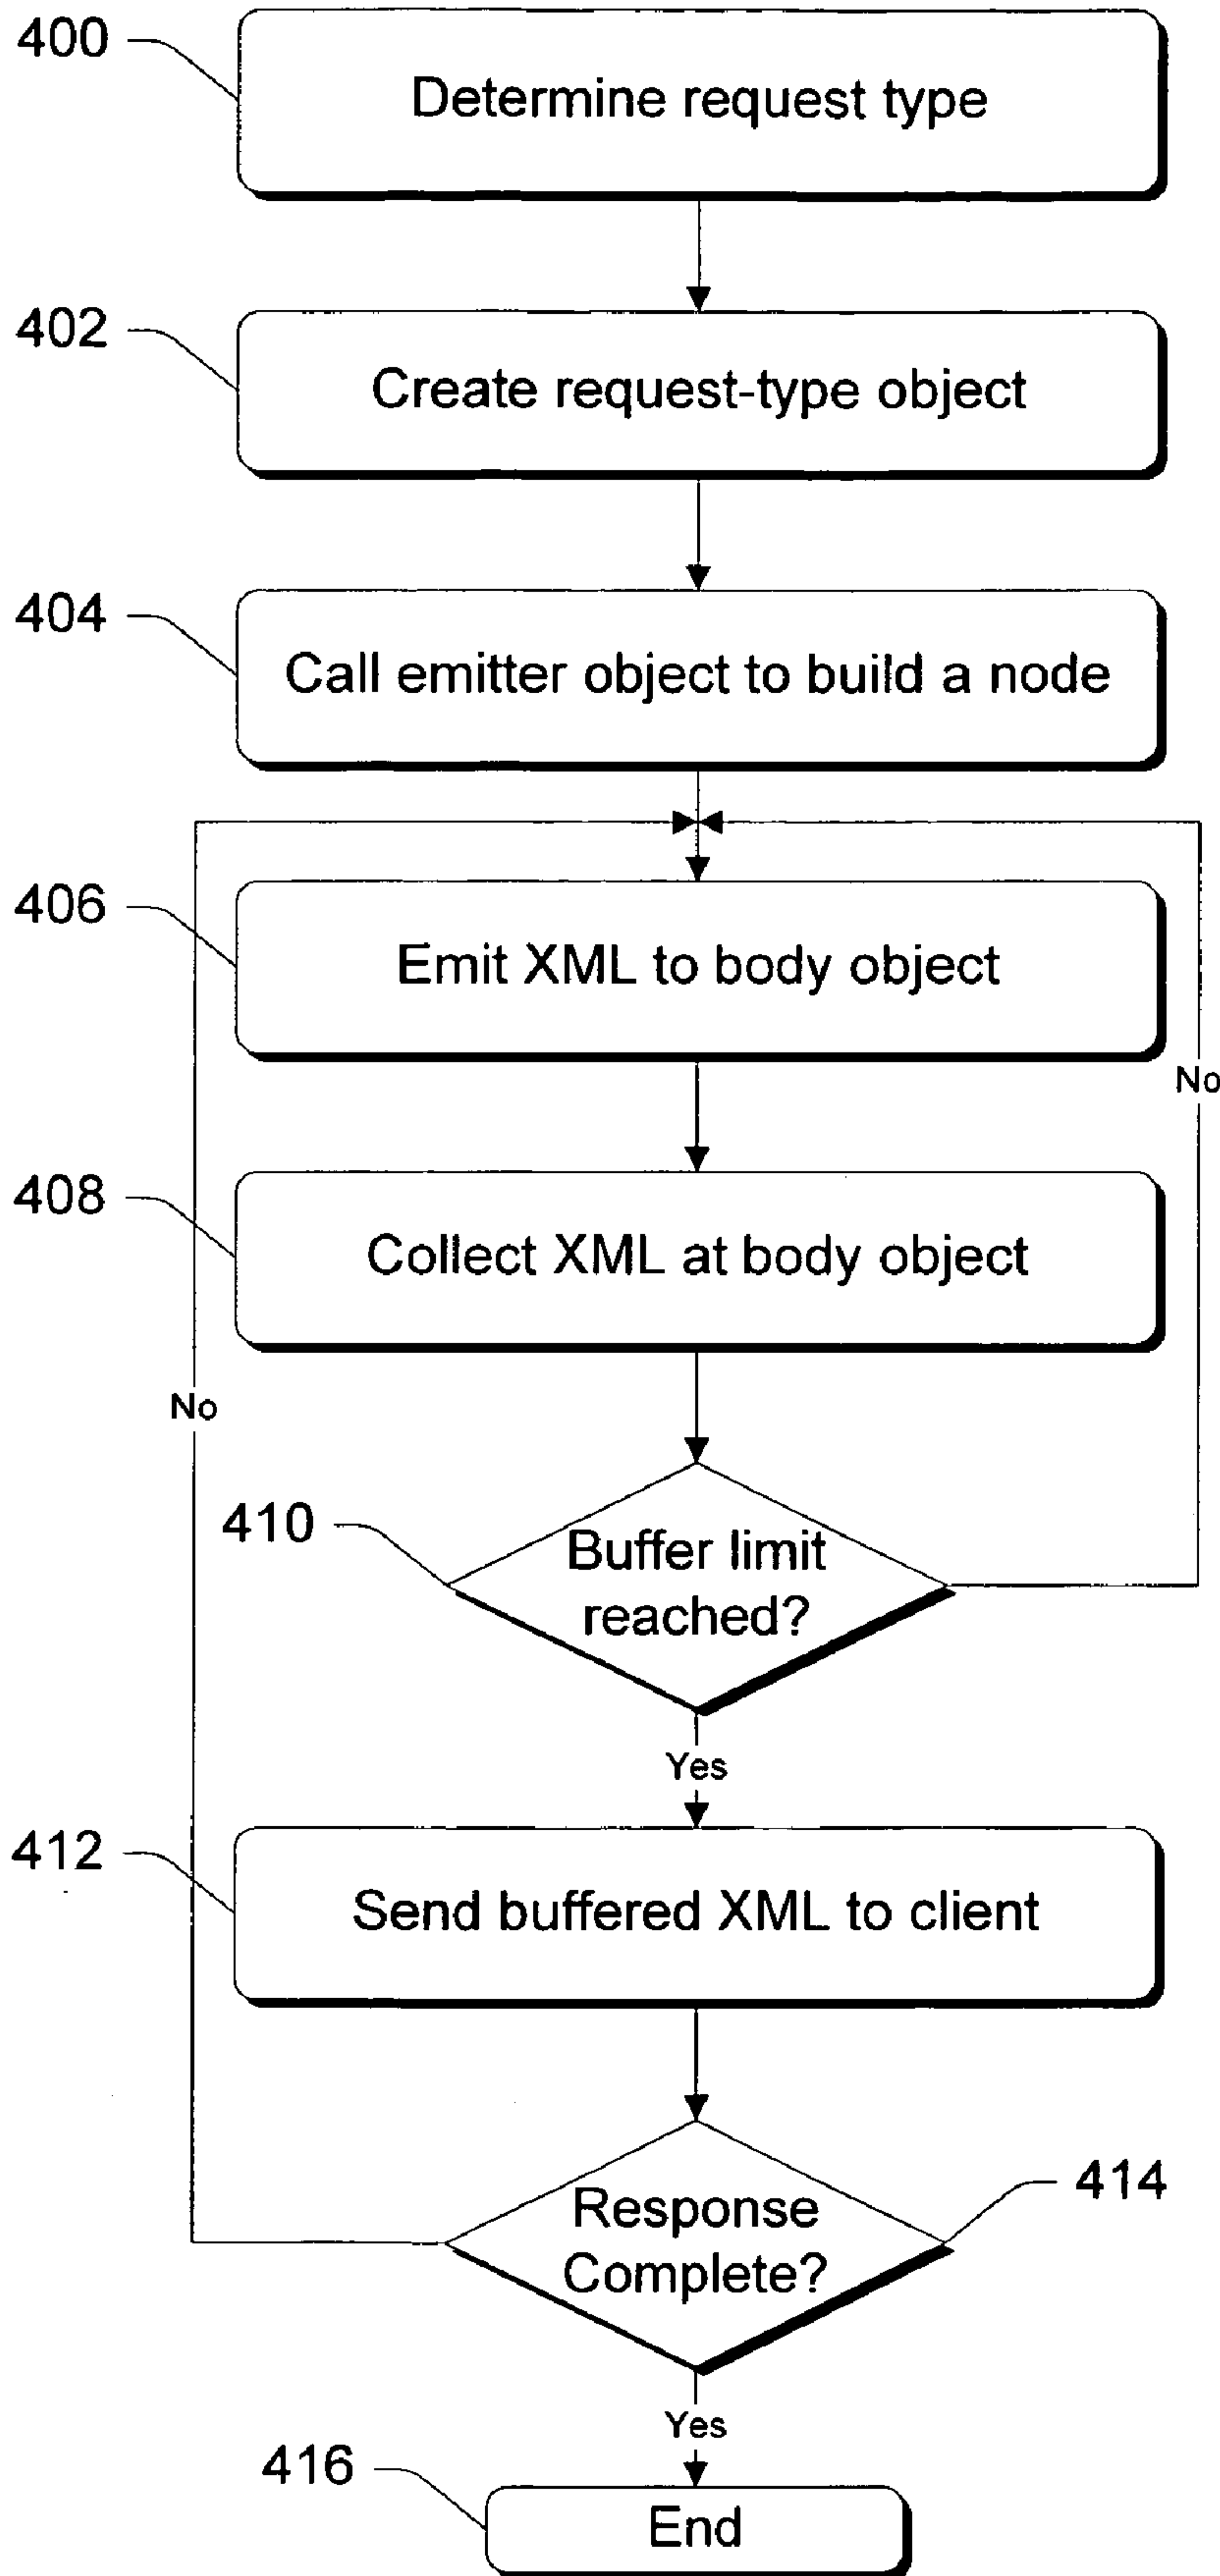 400
Determine request type
402
Create request-type object
404
Call emitter object to build a node
406
Emit XML to body object
No
408
Collect XML at body object
No
410
Buffer limit
reached?
Yes
412
Send buffered XML to client
414
Response
Complete?
Yes
416
End